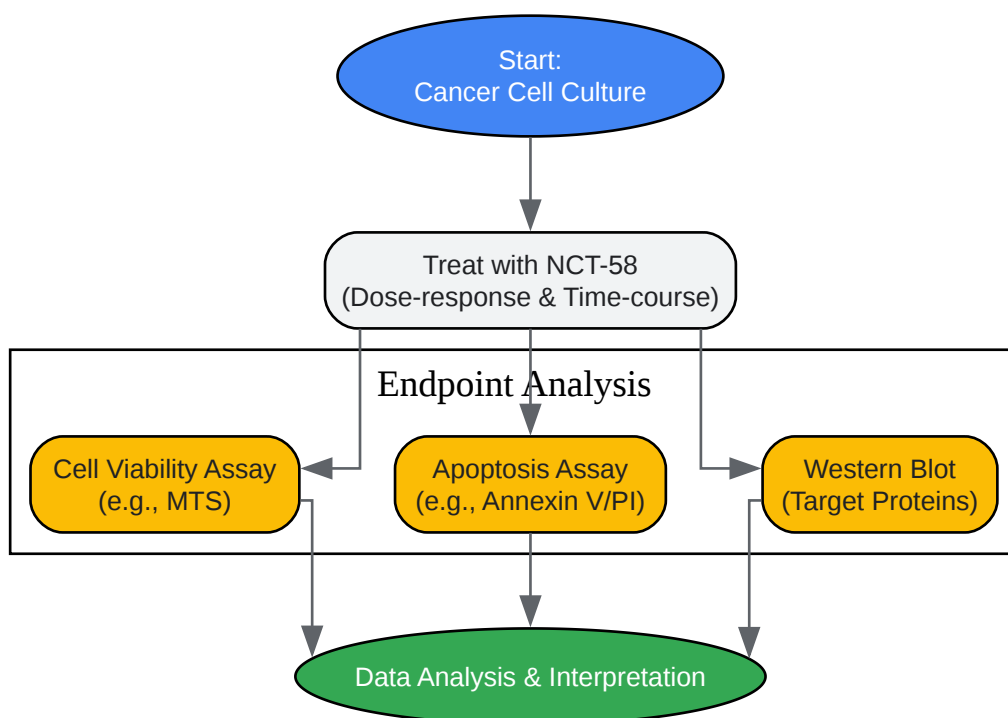 Start:
Cancer Cell Culture
Treat with NCT-58
(Dose-response & Time-course)
Endpoint Analysis
Cell Viability Assay
(e.g., MTS)
Apoptosis Assay
(e.g., Annexin V/PI)
Western Blot
(Target Proteins)
Data Analysis & Interpretation